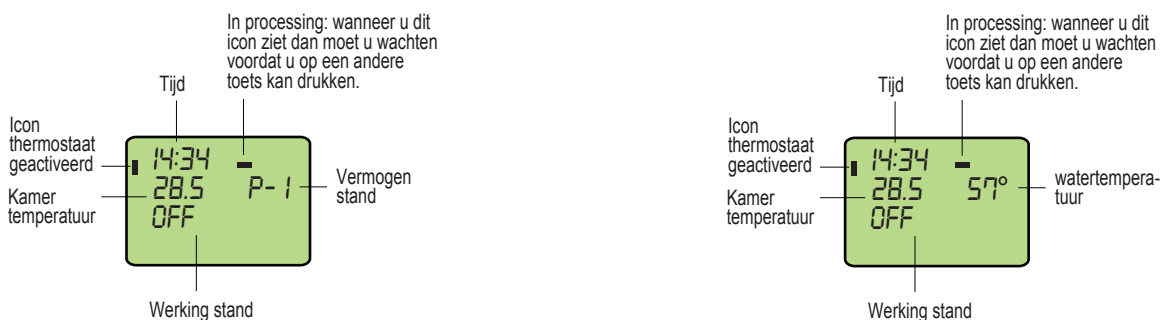 In processing: wanneer u dit
icon ziet dan moet u wachten
voordat u op een andere
toets kan drukken.
Tijd
Icon
thermostaat
geactiveerd
Kamer
temperatuur
14:34
28.5 P-1
OFF
Vermogen
stand
Werking stand
In processing: wanneer u dit
icon ziet dan moet u wachten
voordat u op een andere
toets kan drukken.
Tijd
Icon
thermostaat
geactiveerd
Kamer
temperatuur
14:34
28.5 57°
OFF
watertempera-
tuur
Werking stand